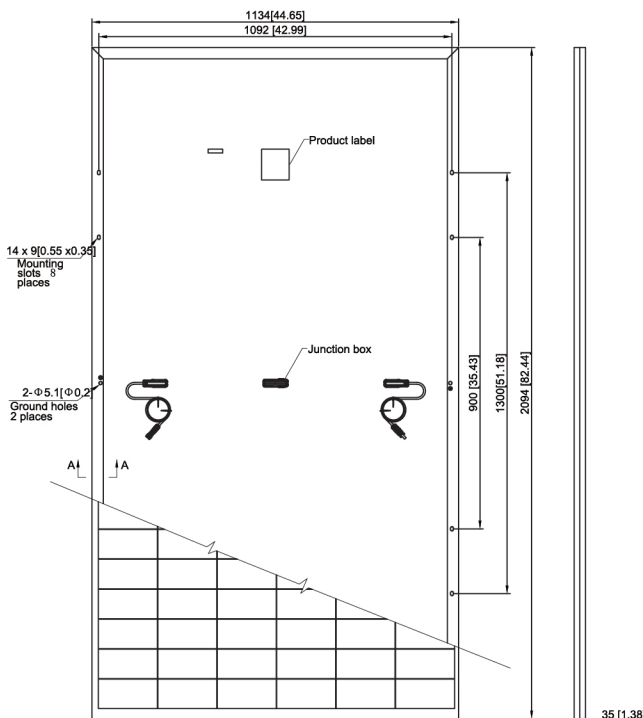 1134[44.65]
1092 [42.99]
Product label
14 x 9[0.55 x0.35]
Mounting
slots 8
places
Junction box
2-Φ5.1[Φ0.2]
Ground holes
2 places
A
A
900 [35.43]
1300[51.18]
2094 [82.44]
35 [1.38